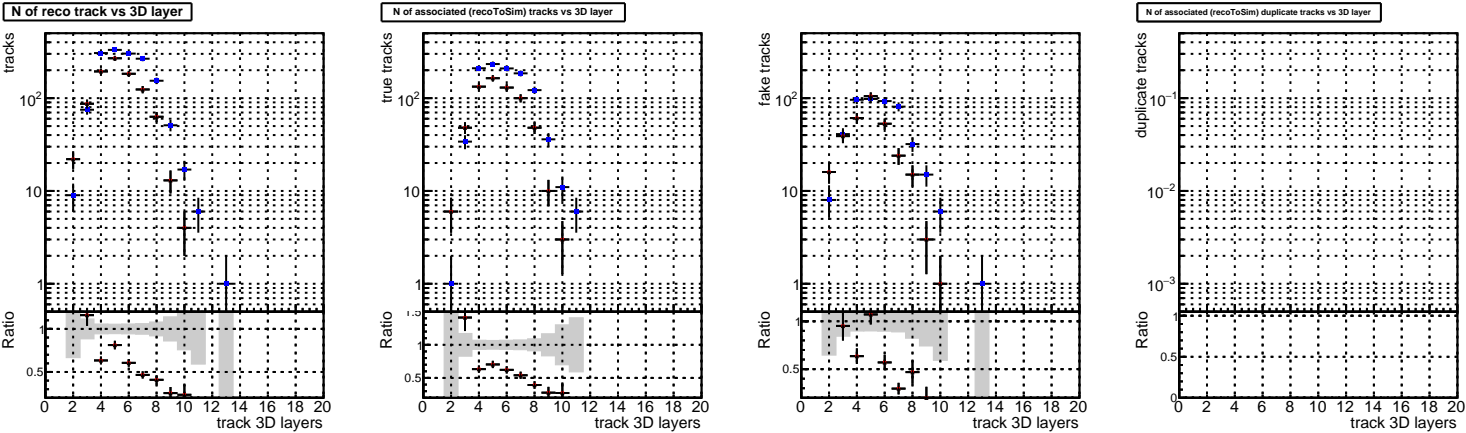 N of reco track vs 3D layer
tracks
10²
10
1
Ratio
1
0.5
0 2 4 6 8 10 12 14 16 18 20
track 3D layers
N of associated (recoToSim) tracks vs 3D layer
true tracks
10²
10
1
Ratio
1.5
1
0.5
0 2 4 6 8 10 12 14 16 18 20
track 3D layers
fake tracks
10²
10
1
Ratio
1
0.5
0 2 4 6 8 10 12 14 16 18 20
track 3D layers
N of associated (recoToSim) duplicate tracks vs 3D layer
duplicate tracks
10⁻¹
10⁻²
10⁻³
Ratio
1
0.5
0
0 2 4 6 8 10 12 14 16 18 20
track 3D layers